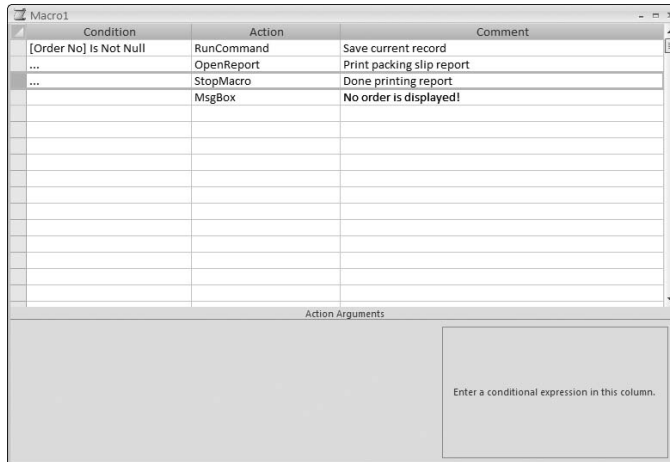 Macro1
Condition Action Comment
[Order No] Is Not Null RunCommand Save current record
... OpenReport Print packing slip report
... StopMacro Done printing report
MsgBox No order is displayed!
Action Arguments
Enter a conditional expression in this column.